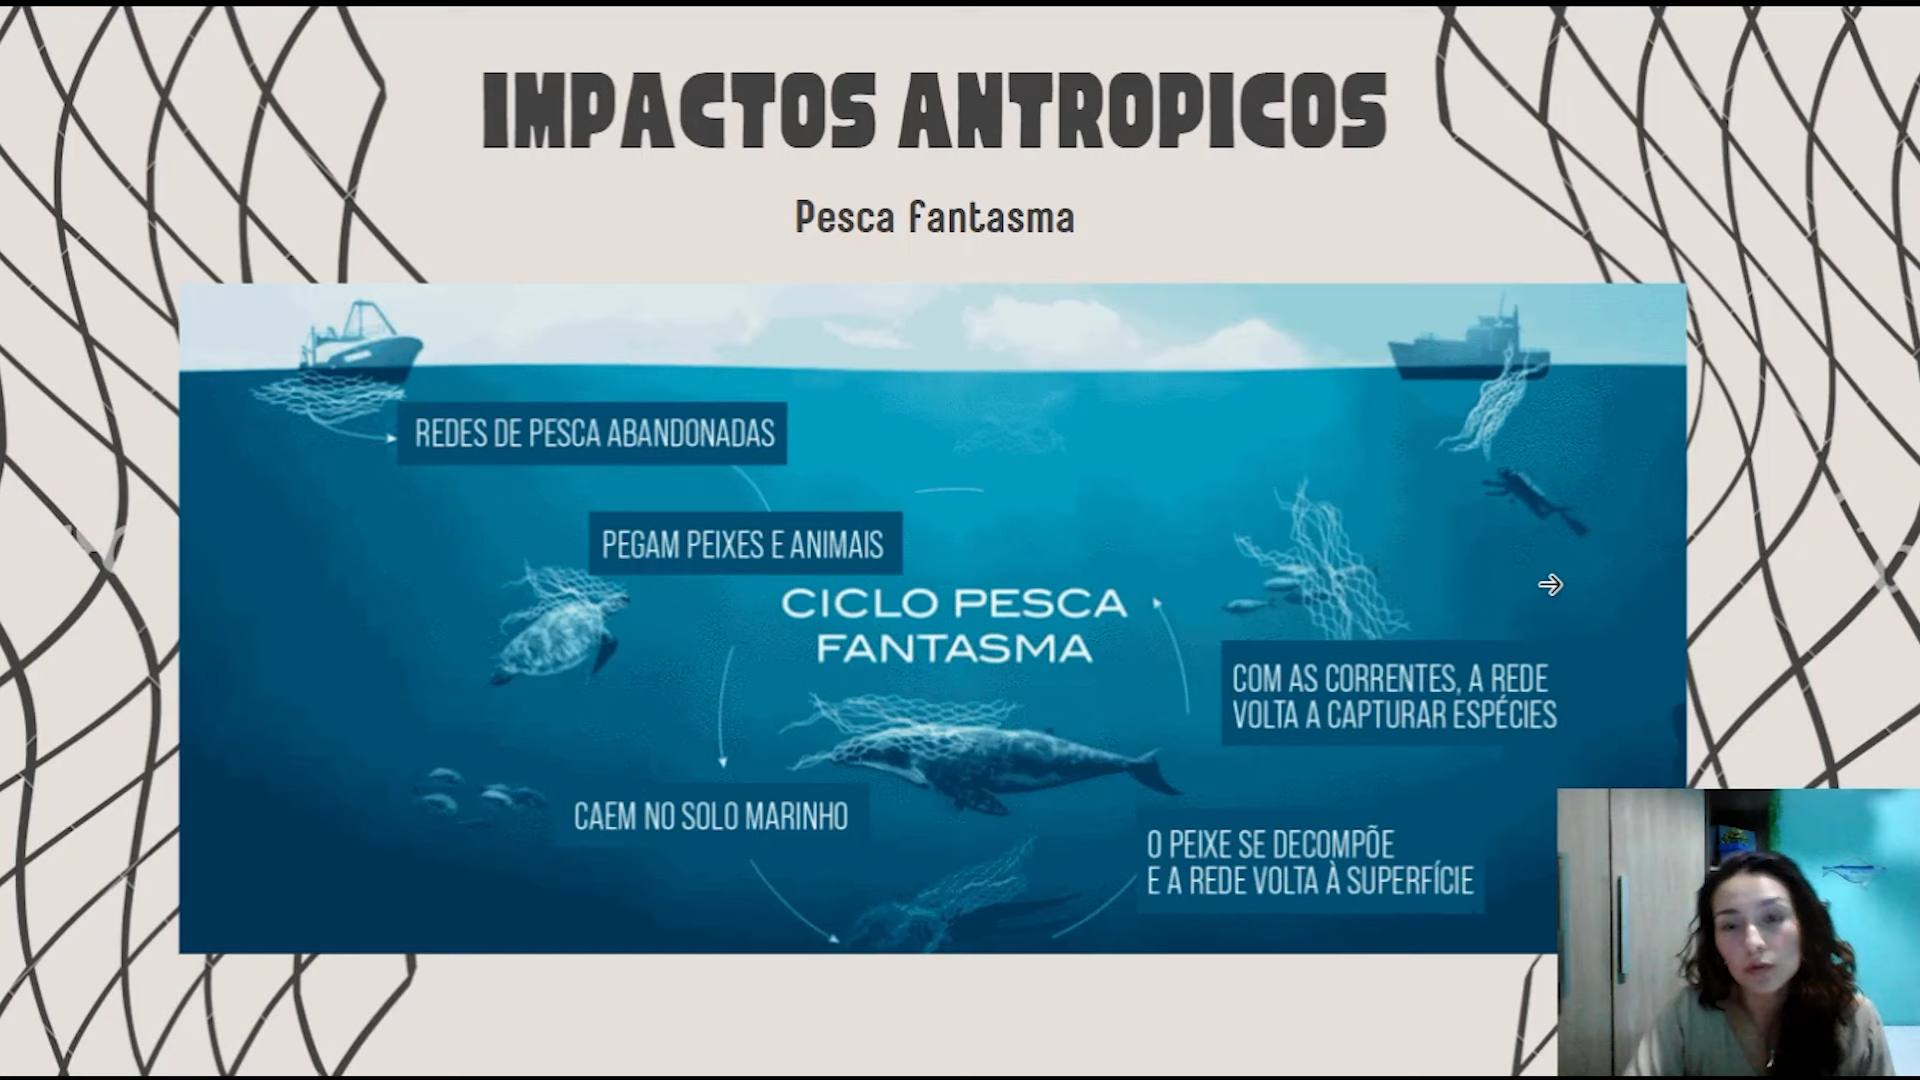 IMPACTOS ANTROPICOS
Pesca fantasma
REDES DE PESCA ABANDONADAS
PEGAM PEIXES E ANIMAIS
CICLO PESCA
FANTASMA
COM AS CORRENTES, A REDE
VOLTA A CAPTURAR ESPÉCIES
CAEM NO SOLO MARINHO
O PEIXE SE DECOMPÕE
E A REDE VOLTA À SUPERFÍCIE